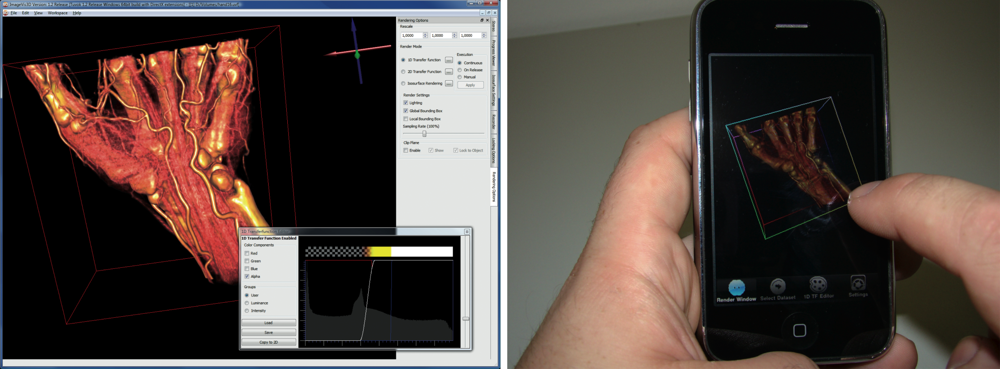 ImageVis3D Version: 1.2 Release [Tuvok 1.2 Release Windows 64bit build with DirectX extensions] - [[1] D:/Volumes/hand16.uvf]
File Edit View Workspace Help
Rendering Options
Rescale
1,0000 1,0000 1,0000
Render Mode
1D Transfer function ...
2D Transfer Function ...
Isosurface Rendering ...
Execution
Continuous
On Release
Manual
Apply
Render Settings
Lighting
Global Bounding Box
Local Bounding Box
Sampling Rate (100%)
Clip Plane
Enable Show Lock to Object
Stereo
Progress Viewer
Isosurface Settings
Recorder
Locking Options
Rendering Options
1D Transferfunction Editor
1D Transfer Function Enabled
Color Components
Red
Green
Blue
Alpha
Groups
User
Luminance
Intensity
Load
Save
Copy to 2D
Render Window Select Dataset 1D TF Editor Settings